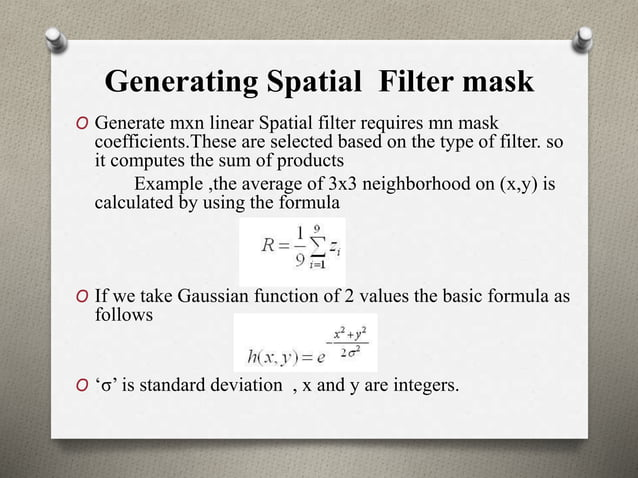 Generating Spatial Filter mask
O Generate mxn linear Spatial filter requires mn mask
coefficients.These are selected based on the type of filter. so
it computes the sum of products
Example ,the average of 3x3 neighborhood on (x,y) is
calculated by using the formula
R = 1/9 ∑_{i=1}^{9} z_i
O If we take Gaussian function of 2 values the basic formula as
follows
h(x, y) = e^{-(x²+y²)/(2σ²)}
O ‘σ’ is standard deviation , x and y are integers.